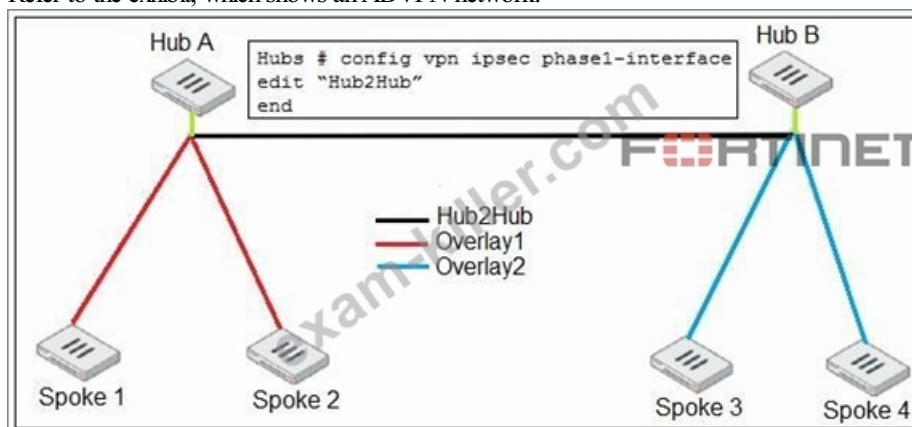 Refer to the exhibit, which shows an ADVPN network.
Hub A
Hub B
Hubs # config vpn ipsec phase1-interface
edit “Hub2Hub”
end
FORTINET
exam-killer.com
Hub2Hub
Overlay1
Overlay2
Spoke 1
Spoke 2
Spoke 3
Spoke 4